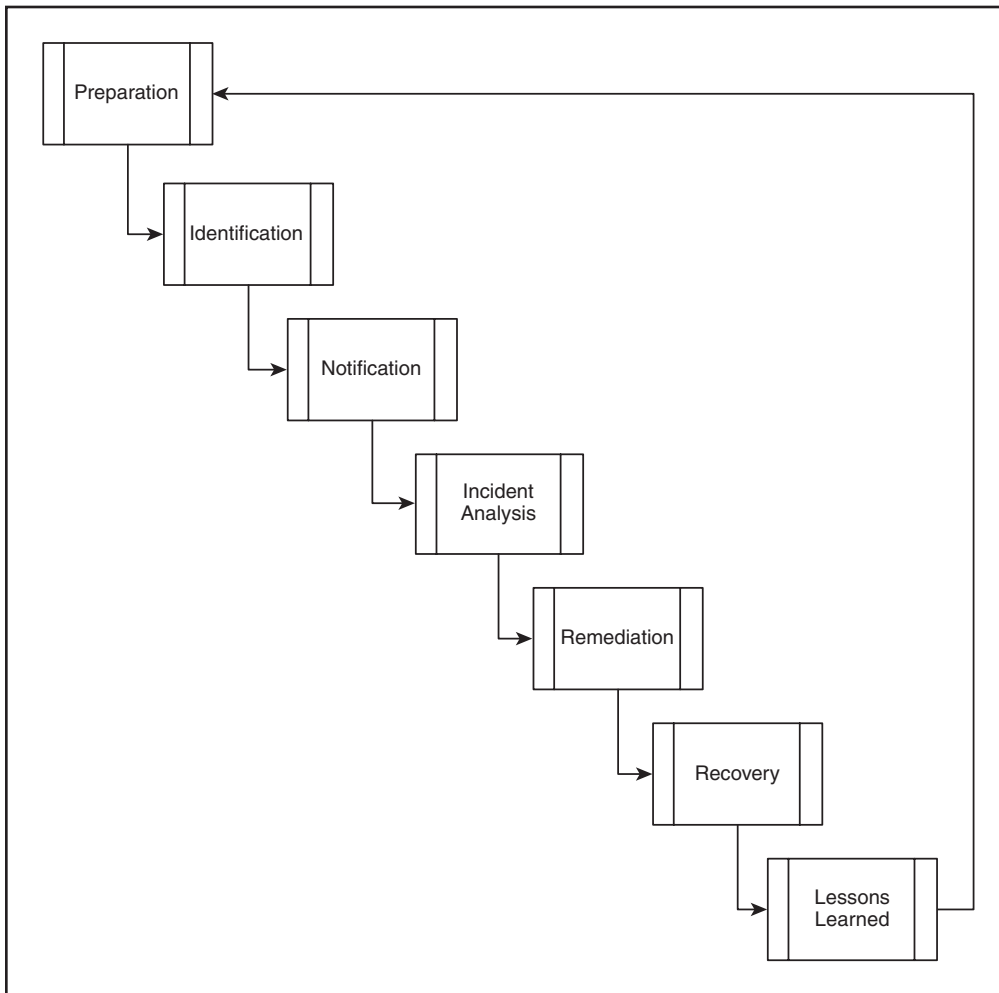 Preparation
Identification
Notification
Incident
Analysis
Remediation
Recovery
Lessons
Learned